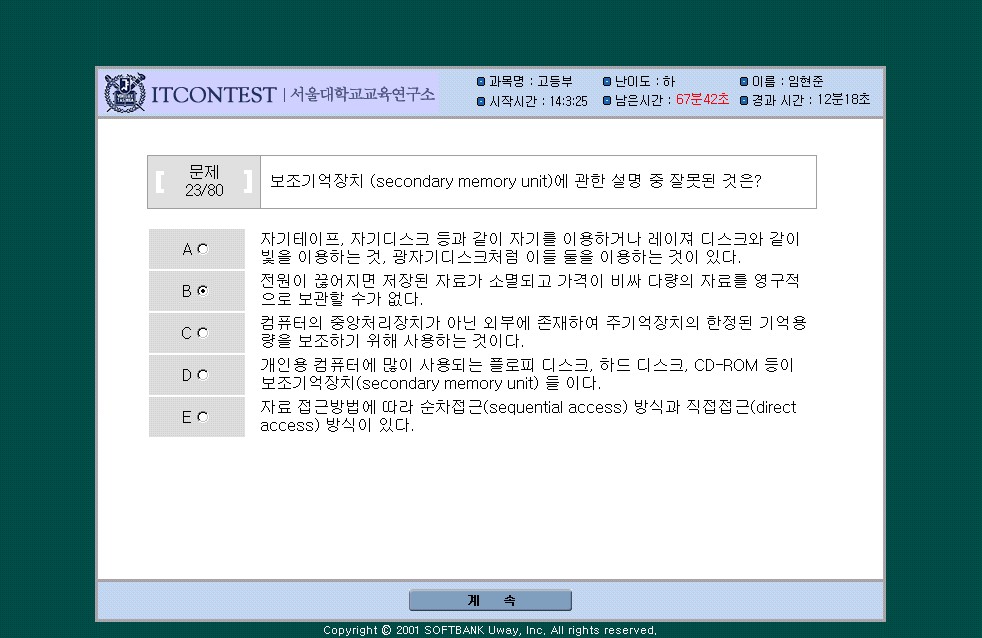 ITCONTEST | 서울대학교교육연구소
과목명 : 고등부 난이도 : 하 이름 : 임현준
시작시간 : 14:3:25 남은시간 : 67분42초 경과 시간 : 12분18초
문제
23/80
보조기억장치 (secondary memory unit)에 관한 설명 중 잘못된 것은?
A 자기테이프, 자기디스크 등과 같이 자기를 이용하거나 레이져 디스크와 같이
빛을 이용하는 것, 광자기디스크처럼 이들 둘을 이용하는 것이 있다.
B 전원이 끊어지면 저장된 자료가 소멸되고 가격이 비싸 다량의 자료를 영구적
으로 보관할 수가 없다.
C 컴퓨터의 중앙처리장치가 아닌 외부에 존재하여 주기억장치의 한정된 기억용
량을 보조하기 위해 사용하는 것이다.
D 개인용 컴퓨터에 많이 사용되는 플로피 디스크, 하드 디스크, CD-ROM 등이
보조기억장치(secondary memory unit) 들 이다.
E 자료 접근방법에 따라 순차접근(sequential access) 방식과 직접접근(direct
access) 방식이 있다.
계 속
Copyright © 2001 SOFTBANK Uway, Inc, All rights reserved,